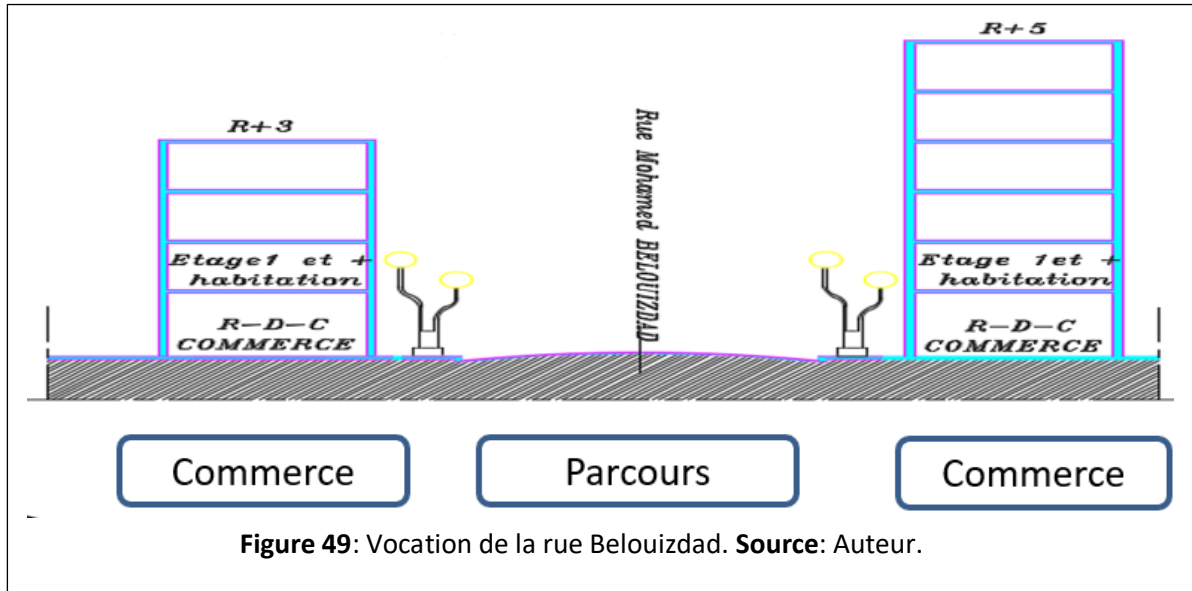 R+5
R+3
Rue Mohamed BELOUIZDAD
Etage1 et +
habitation
R-D-C
COMMERCE
Etage 1et +
habitation
R-D-C
COMMERCE
Commerce
Parcours
Commerce
Figure 49: Vocation de la rue Belouizdad. Source: Auteur.